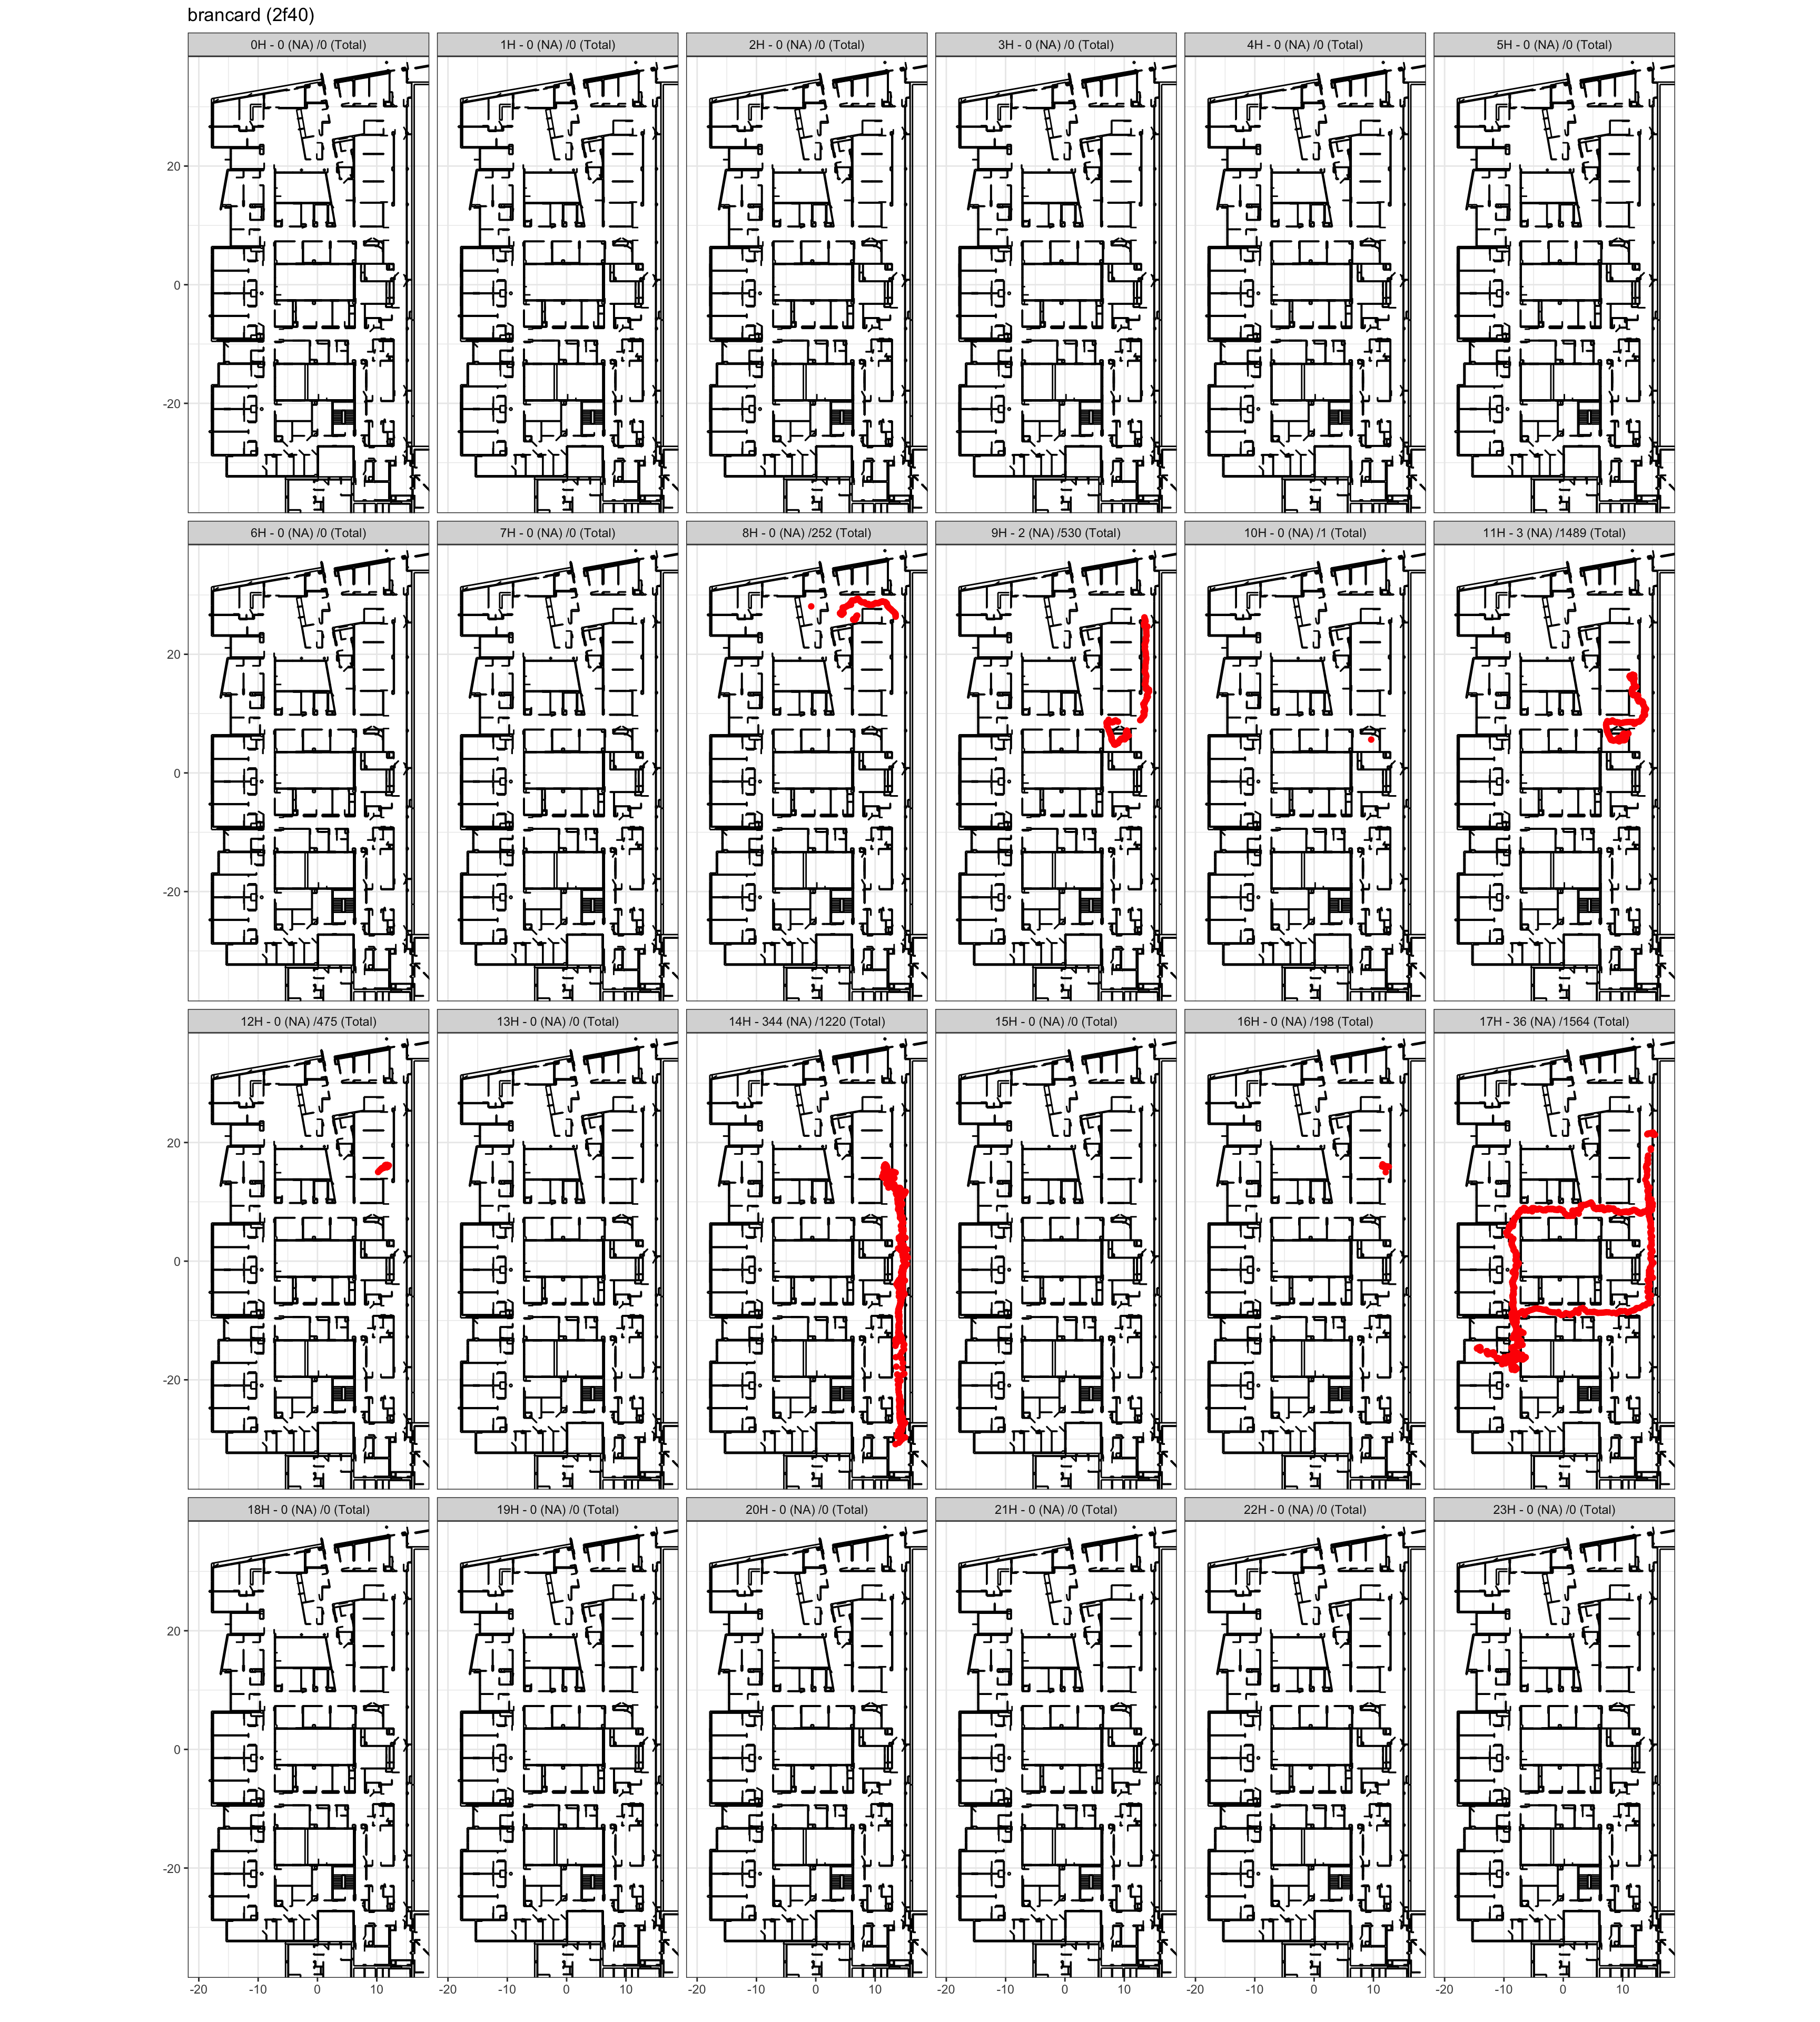 brancard (2f40)
0H - 0 (NA) /0 (Total) 1H - 0 (NA) /0 (Total) 2H - 0 (NA) /0 (Total) 3H - 0 (NA) /0 (Total) 4H - 0 (NA) /0 (Total) 5H - 0 (NA) /0 (Total)
20
0
-20
6H - 0 (NA) /0 (Total) 7H - 0 (NA) /0 (Total) 8H - 0 (NA) /252 (Total) 9H - 2 (NA) /530 (Total) 10H - 0 (NA) /1 (Total) 11H - 3 (NA) /1489 (Total)
20
0
-20
12H - 0 (NA) /475 (Total) 13H - 0 (NA) /0 (Total) 14H - 344 (NA) /1220 (Total) 15H - 0 (NA) /0 (Total) 16H - 0 (NA) /198 (Total) 17H - 36 (NA) /1564 (Total)
20
0
-20
18H - 0 (NA) /0 (Total) 19H - 0 (NA) /0 (Total) 20H - 0 (NA) /0 (Total) 21H - 0 (NA) /0 (Total) 22H - 0 (NA) /0 (Total) 23H - 0 (NA) /0 (Total)
20
0
-20
-20 -10 0 10 -20 -10 0 10 -20 -10 0 10 -20 -10 0 10 -20 -10 0 10 -20 -10 0 10